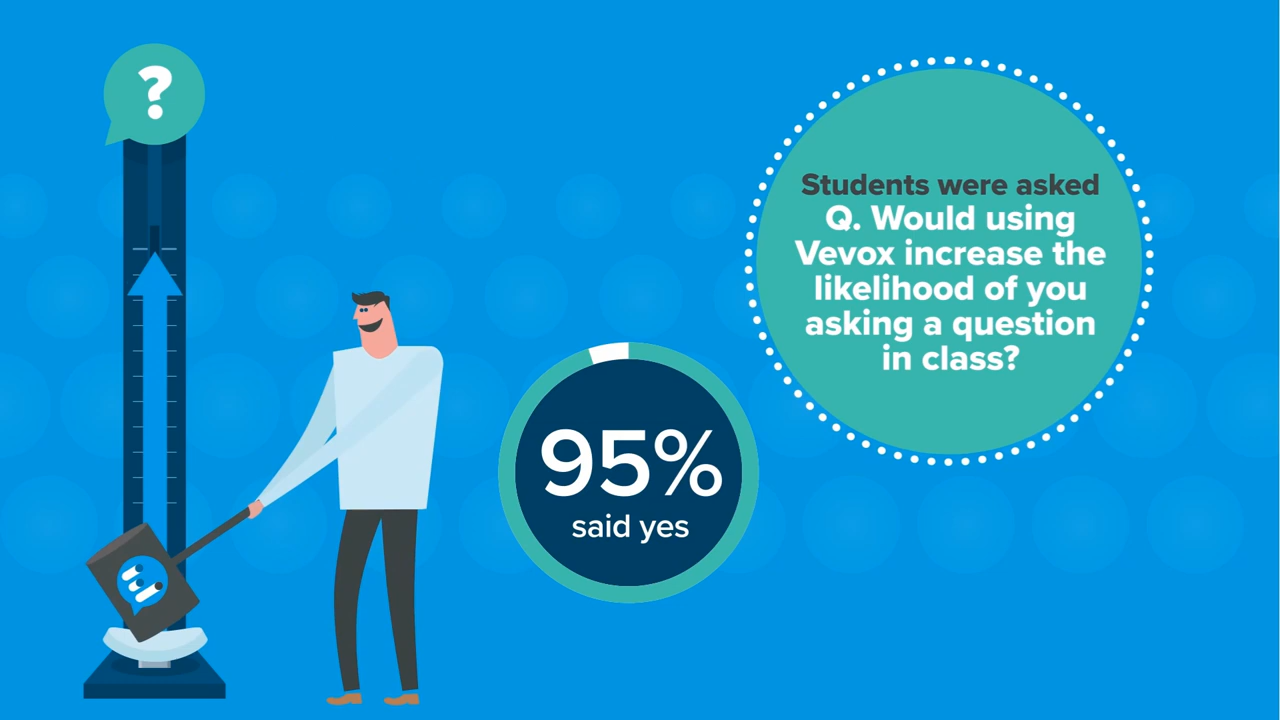 ?
Students were asked
Q. Would using
Vevox increase the
likelihood of you
asking a question
in class?
95%
said yes